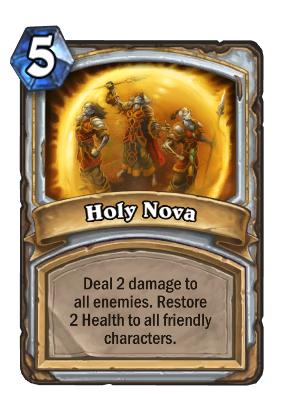 5
Holy Nova
Deal 2 damage to
all enemies. Restore
2 Health to all friendly
characters.